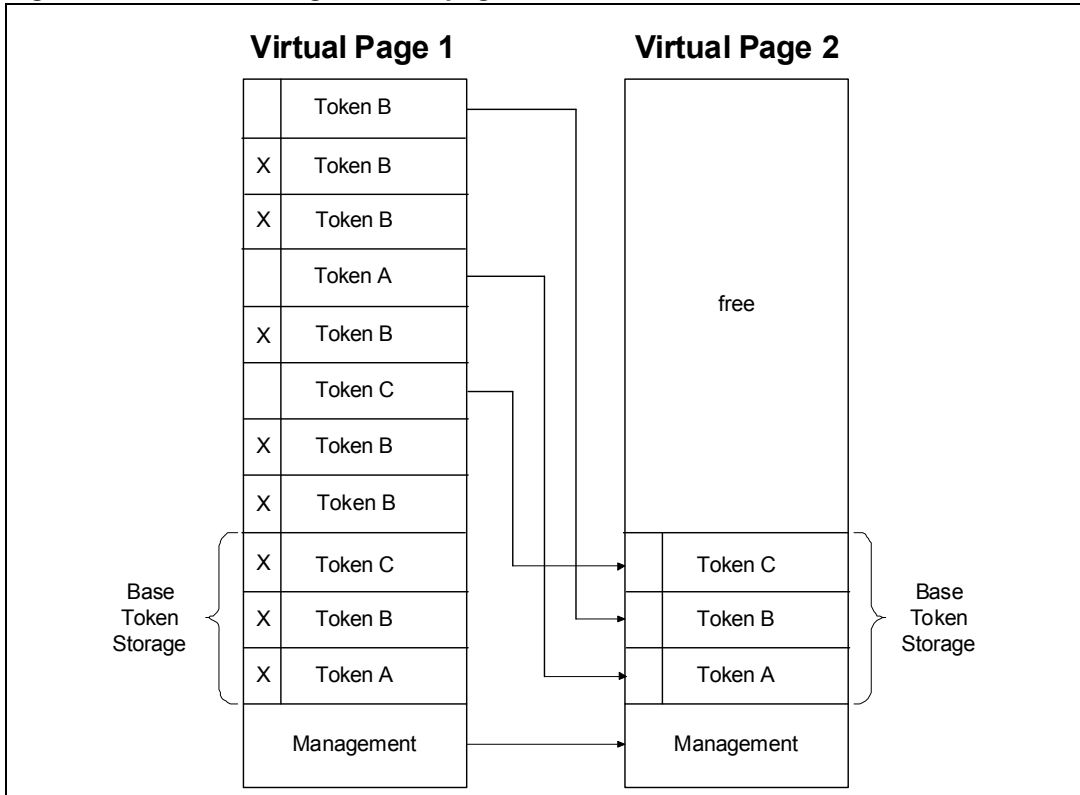 Virtual Page 1
Virtual Page 2
Token B
X Token B
X Token B
Token A
free
X Token B
Token C
X Token B
X Token B
X Token C
Token C
Base
Token
Storage
X Token B
Token B
Base
Token
Storage
X Token A
Token A
Management
Management